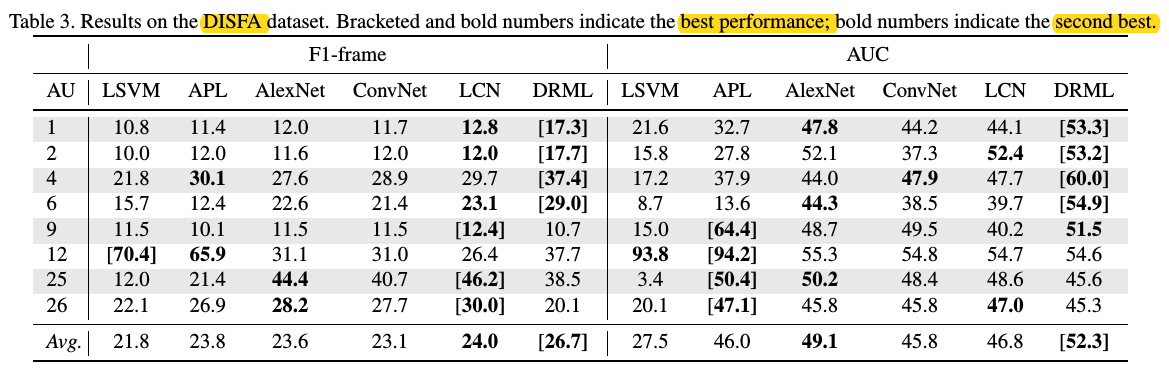 Table 3. Results on the DISFA dataset. Bracketed and bold numbers indicate the best performance; bold numbers indicate the second best.
F1-frame AUC
AU LSVM APL AlexNet ConvNet LCN DRML LSVM APL AlexNet ConvNet LCN DRML
1 10.8 11.4 12.0 11.7 12.8 [17.3] 21.6 32.7 47.8 44.2 44.1 [53.3]
2 10.0 12.0 11.6 12.0 12.0 [17.7] 15.8 27.8 52.1 37.3 52.4 [53.2]
4 21.8 30.1 27.6 28.9 29.7 [37.4] 17.2 37.9 44.0 47.9 47.7 [60.0]
6 15.7 12.4 22.6 21.4 23.1 [29.0] 8.7 13.6 44.3 38.5 39.7 [54.9]
9 11.5 10.1 11.5 11.5 [12.4] 10.7 15.0 [64.4] 48.7 49.5 40.2 51.5
12 [70.4] 65.9 31.1 31.0 26.4 37.7 93.8 [94.2] 55.3 54.8 54.7 54.6
25 12.0 21.4 44.4 40.7 [46.2] 38.5 3.4 [50.4] 50.2 48.4 48.6 45.6
26 22.1 26.9 28.2 27.7 [30.0] 20.1 20.1 [47.1] 45.8 45.8 47.0 45.3
Avg. 21.8 23.8 23.6 23.1 24.0 [26.7] 27.5 46.0 49.1 45.8 46.8 [52.3]